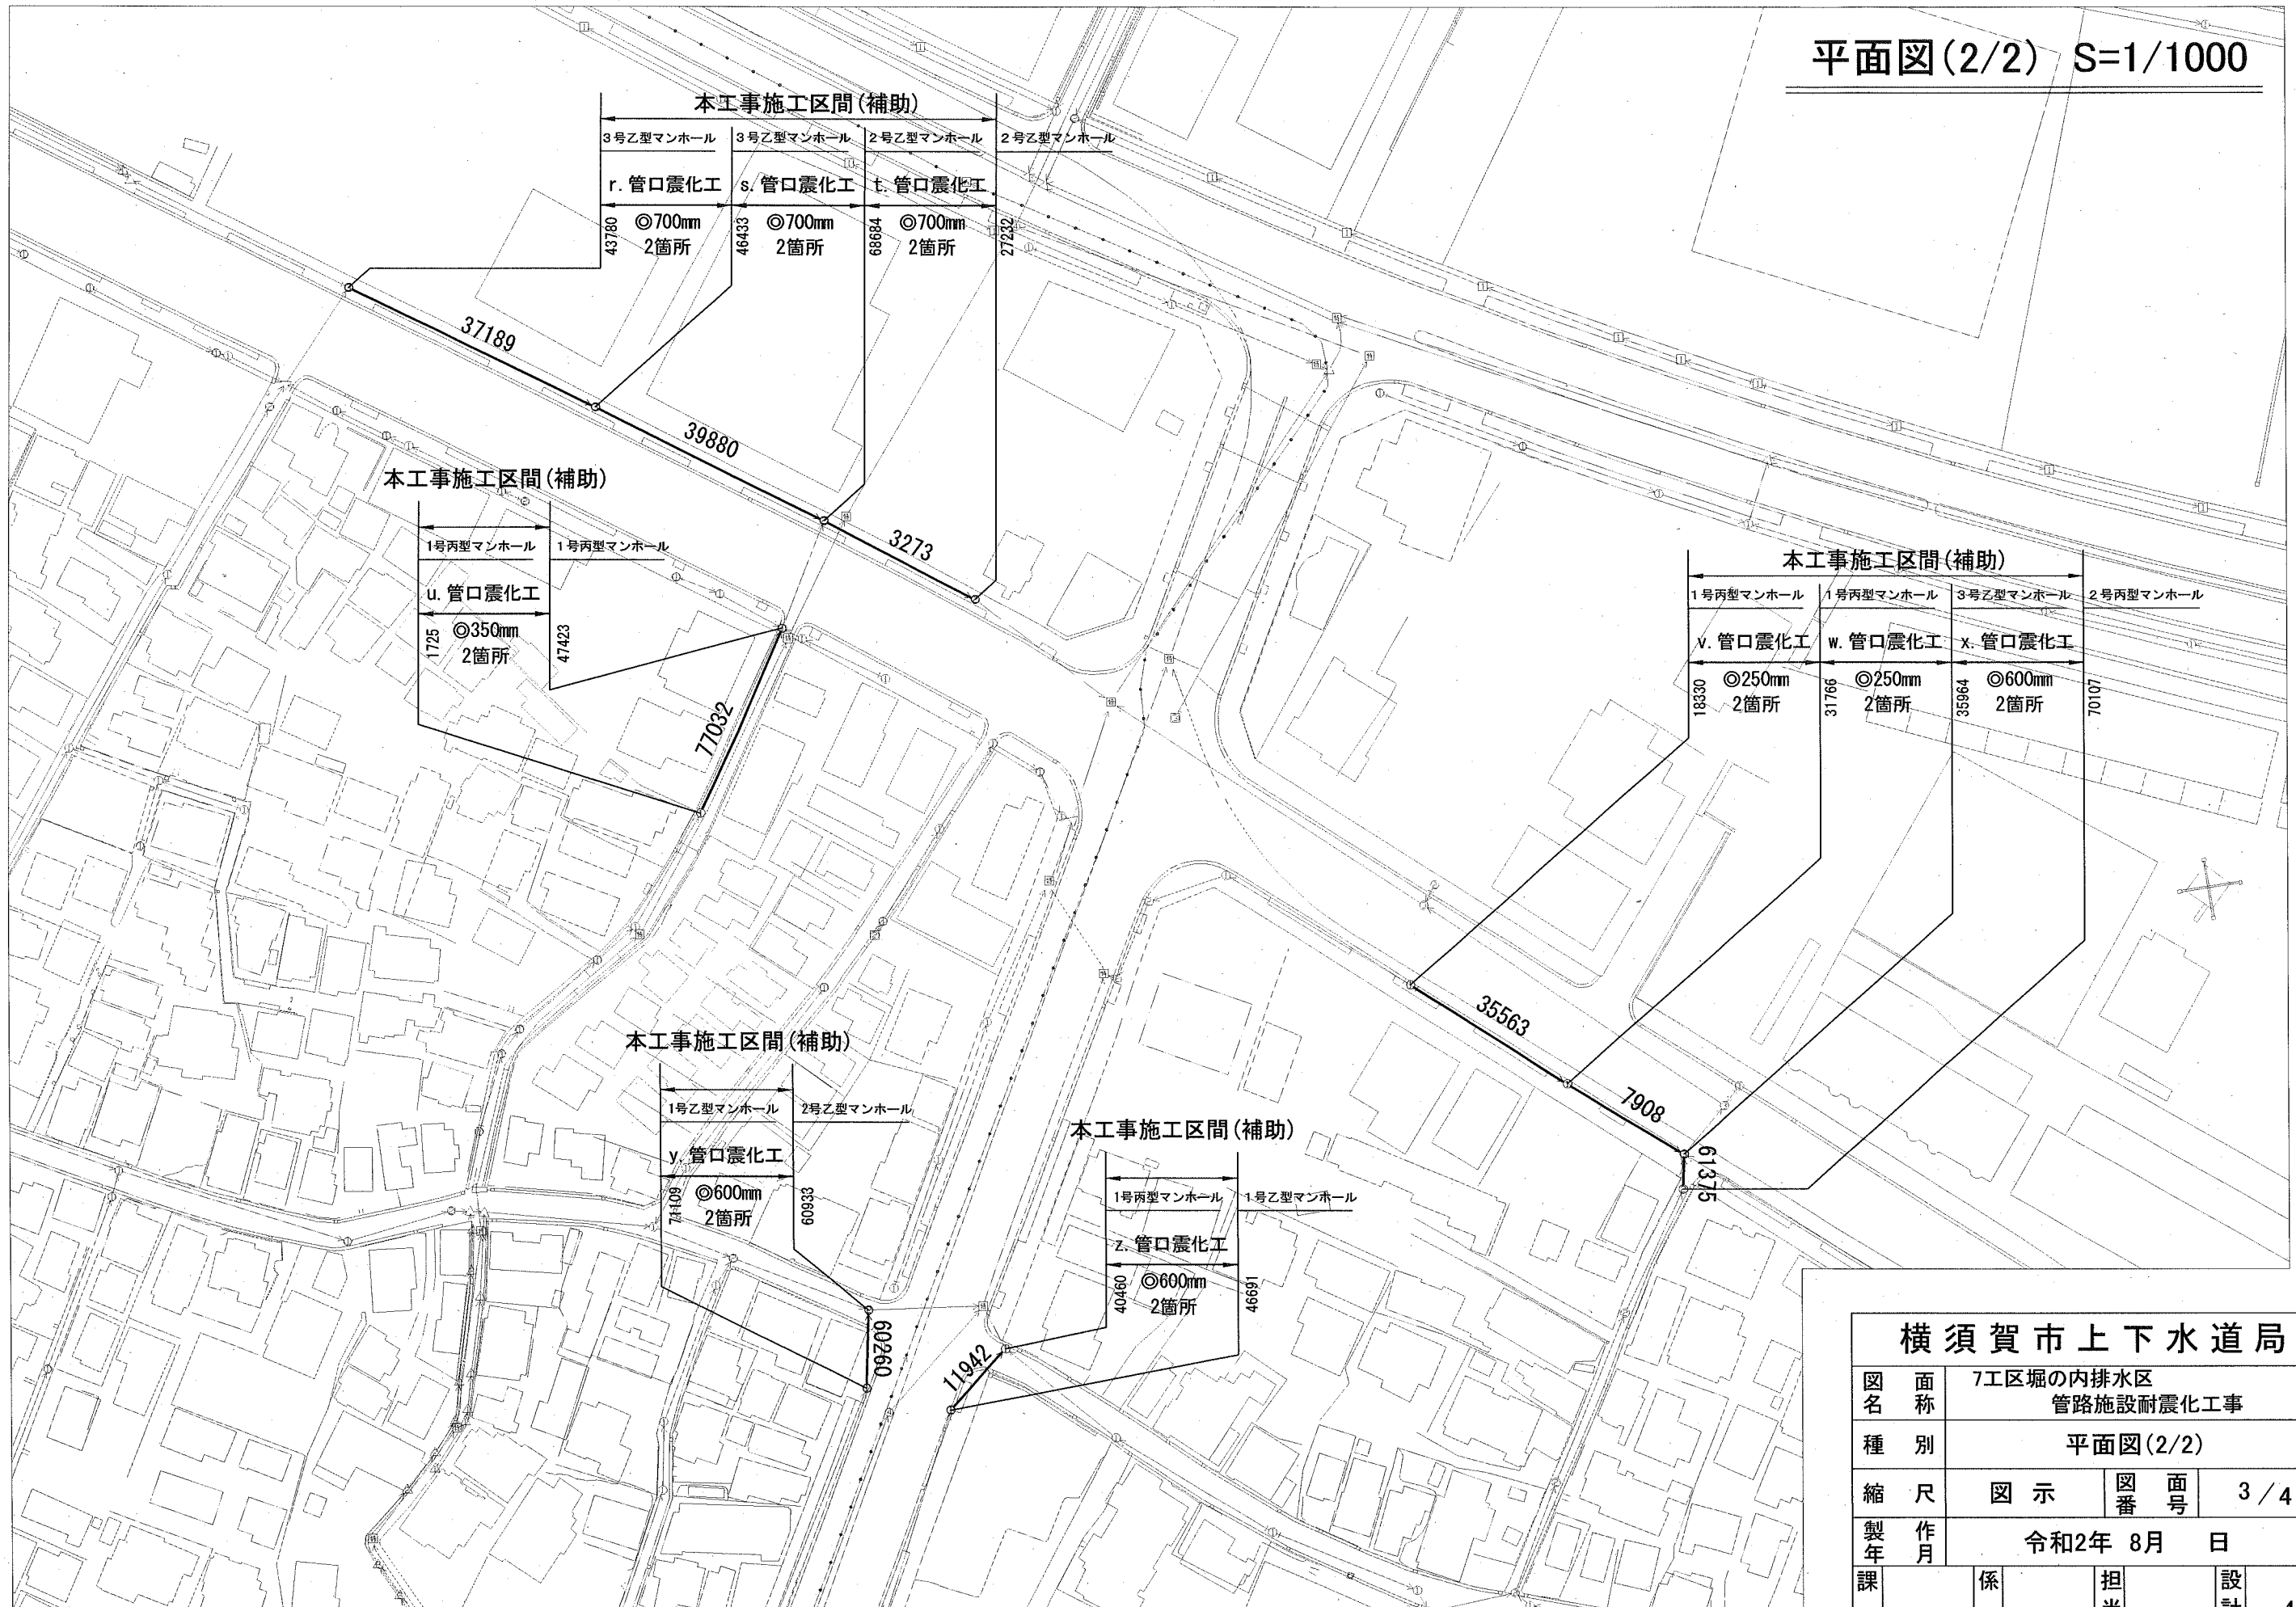 平面図(2/2) S=1/1000
本工事施工区間(補助)
3号乙型マンホール 3号乙型マンホール 2号乙型マンホール 2号乙型マンホール
r. 管口震化工 s. 管口震化工 t. 管口震化工
43780 ◎700mm 46433 ◎700mm 68684 ◎700mm 27232
2箇所 2箇所 2箇所
37189
39880
3273
本工事施工区間(補助)
1号丙型マンホール 1号丙型マンホール
u. 管口震化工
1725 ◎350mm 47423
2箇所
77032
本工事施工区間(補助)
1号丙型マンホール 1号丙型マンホール 3号乙型マンホール 2号丙型マンホール
v. 管口震化工 w. 管口震化工 x. 管口震化工
18330 ◎250mm 31766 ◎250mm 35964 ◎600mm 70107
2箇所 2箇所 2箇所
35563
7908
61375
本工事施工区間(補助)
1号乙型マンホール 2号乙型マンホール
y. 管口震化工
71109 ◎600mm 60933
2箇所
60260
本工事施工区間(補助)
1号丙型マンホール 1号乙型マンホール
z. 管口震化工
40460 ◎600mm 46691
2箇所
11942
横須賀市上下水道局
図面名称 7工区堀の内排水区
管路施設耐震化工事
種別 平面図(2/2)
縮尺 図示 図面番号 3/4
製作年月 令和2年 8月 日
課 係 担 設